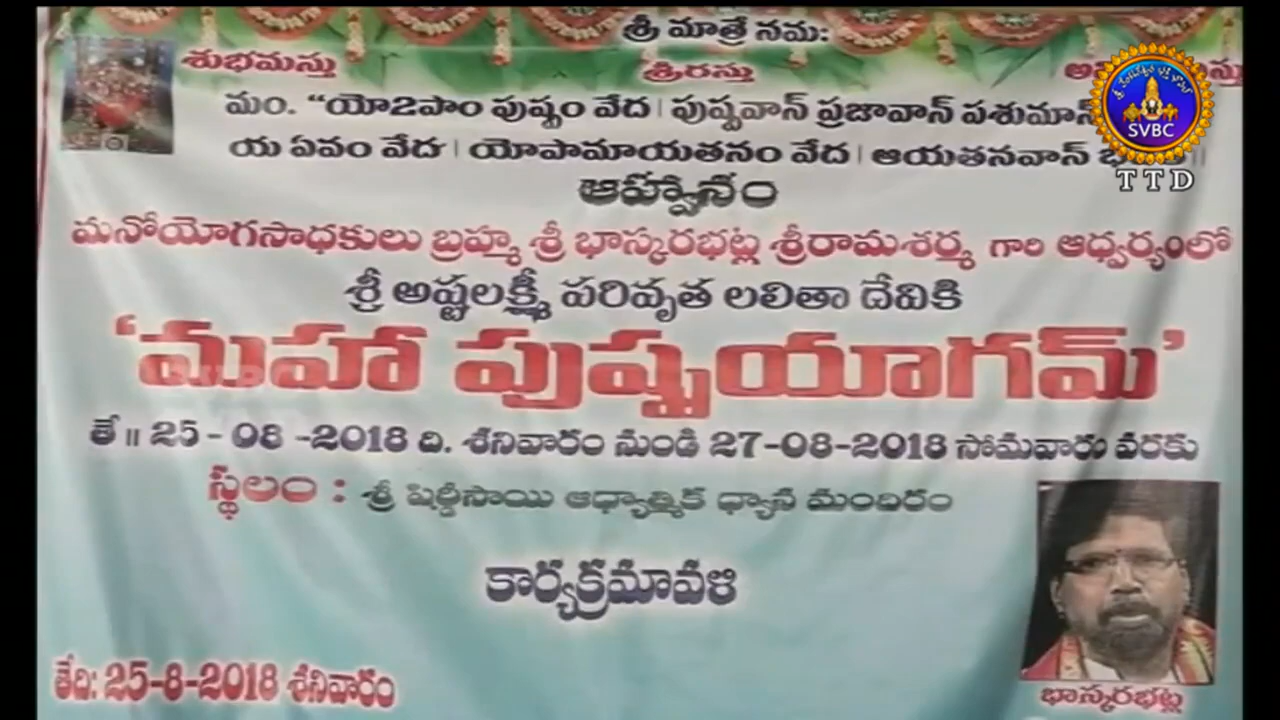 శ్రీ మాత్రే నమః
శుభమస్తు శ్రీరస్తు
మం. “యో2పాం పుష్పం వేద। పుష్పవాన్ ప్రజావాన్ పశుమాన్
య ఏవం వేద। యోపామాయతనం వేద। ఆయతనవాన్
ఆహ్వానం
మనోయోగసాధకులు బ్రహ్మ శ్రీ భాస్కరభట్ల శ్రీరామశర్మ గారి ఆధ్వర్యంలో
శ్రీ అష్టలక్ష్మీ పరివృత లలితా దేవికి
‘మహా పుష్పయాగమ్’
తే॥ 25-08-2018 ది. శనివారం నుండి 27-08-2018 సోమవారు వరకు
స్థలం : శ్రీ షిర్డీసాయి ఆధ్యాత్మిక ధ్యాన మందిరం
కార్యక్రమావళి
తేది: 25-8-2018 శనివారం
భాస్కరభట్ల
SVBC
TTD